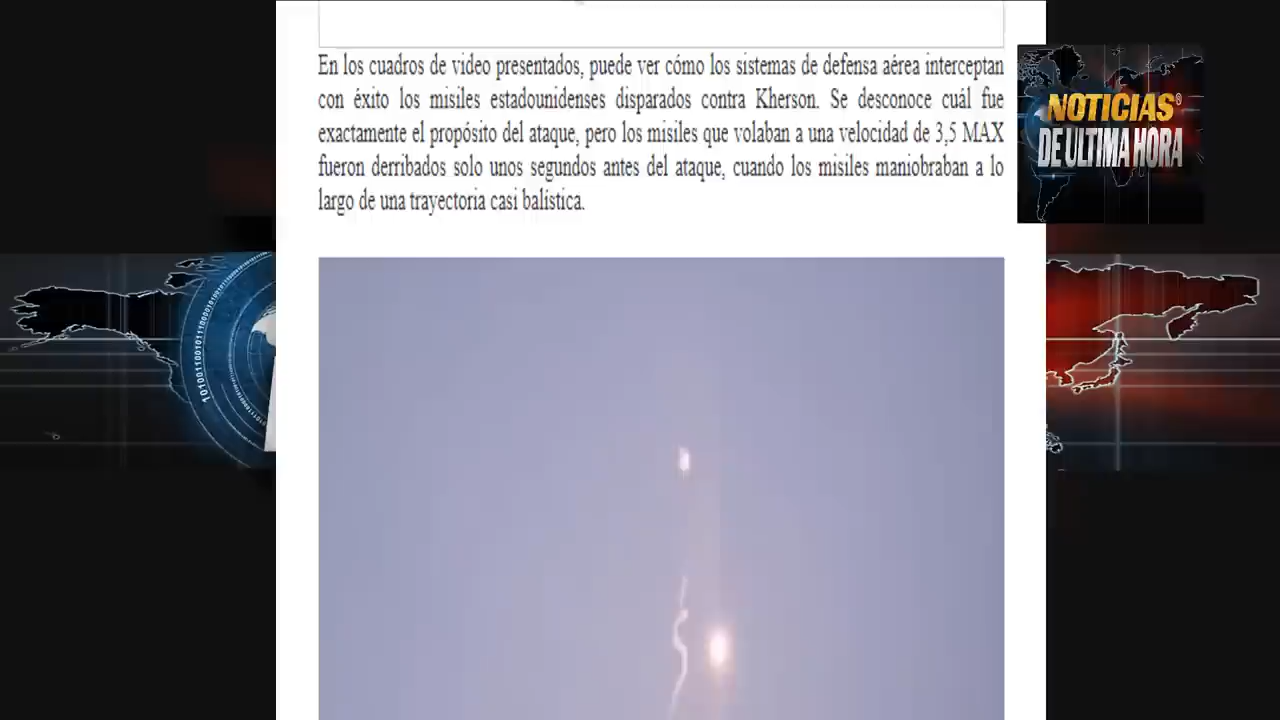 En los cuadros de video presentados, puede ver cómo los sistemas de defensa aérea interceptan
con éxito los misiles estadounidenses disparados contra Kherson. Se desconoce cuál fue
exactamente el propósito del ataque, pero los misiles que volaban a una velocidad de 3,5 MAX
fueron derribados solo unos segundos antes del ataque, cuando los misiles maniobraban a lo
largo de una trayectoria casi balística.
NOTICIAS®
DE ULTIMA HORA